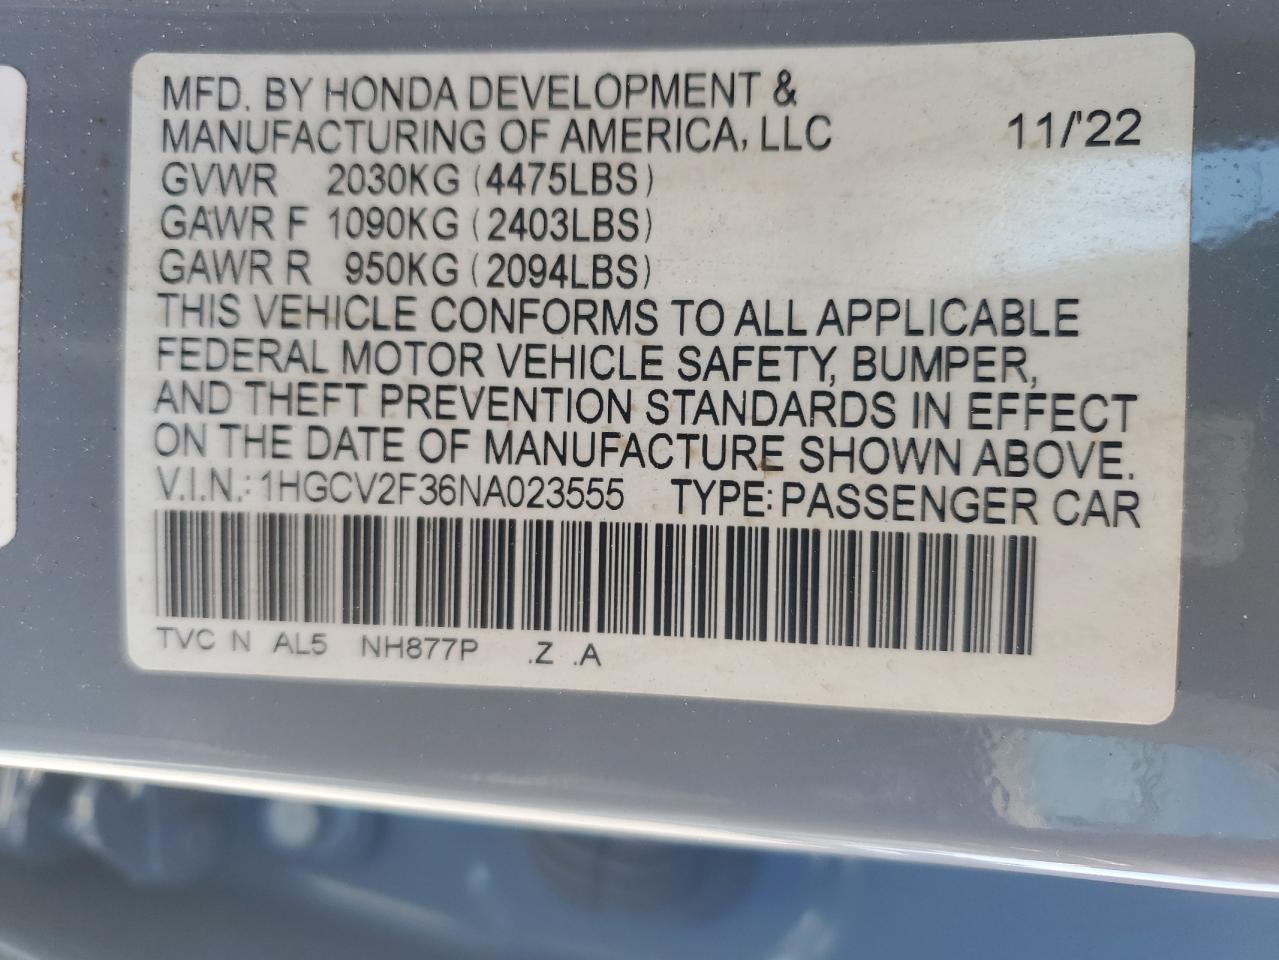 MFD. BY HONDA DEVELOPMENT &
MANUFACTURING OF AMERICA, LLC 11/'22
GVWR 2030KG (4475LBS)
GAWR F 1090KG (2403LBS)
GAWR R 950KG (2094LBS)
THIS VEHICLE CONFORMS TO ALL APPLICABLE
FEDERAL MOTOR VEHICLE SAFETY, BUMPER,
AND THEFT PREVENTION STANDARDS IN EFFECT
ON THE DATE OF MANUFACTURE SHOWN ABOVE.
V.I.N.: 1HGCV2F36NA023555 TYPE: PASSENGER CAR
TVC N AL5 NH877P .Z .A